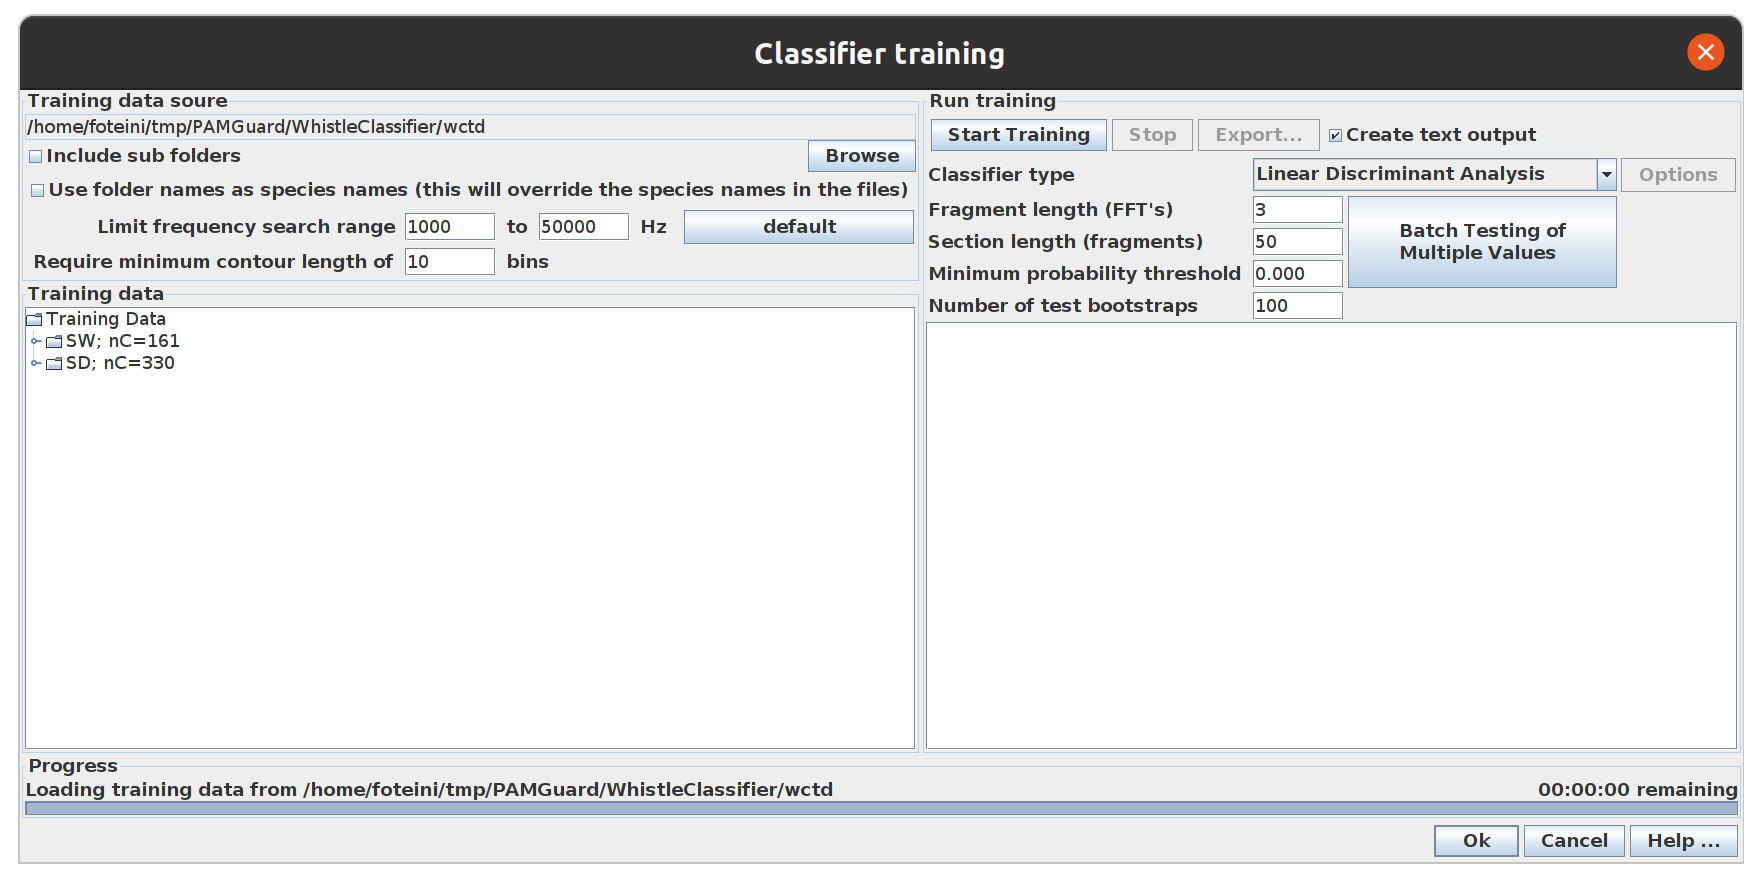 Classifier training
Training data soure
/home/foteini/tmp/PAMGuard/WhistleClassifier/wctd
Include sub folders
Browse
Use folder names as species names (this will override the species names in the files)
Limit frequency search range 1000 to 50000 Hz default
Require minimum contour length of 10 bins
Training data
Training Data
SW; nC=161
SD; nC=330
Run training
Start Training Stop Export... Create text output
Classifier type Linear Discriminant Analysis Options
Fragment length (FFT's) 3
Section length (fragments) 50
Minimum probability threshold 0.000
Number of test bootstraps 100
Batch Testing of
Multiple Values
Progress
Loading training data from /home/foteini/tmp/PAMGuard/WhistleClassifier/wctd 00:00:00 remaining
Ok Cancel Help ...